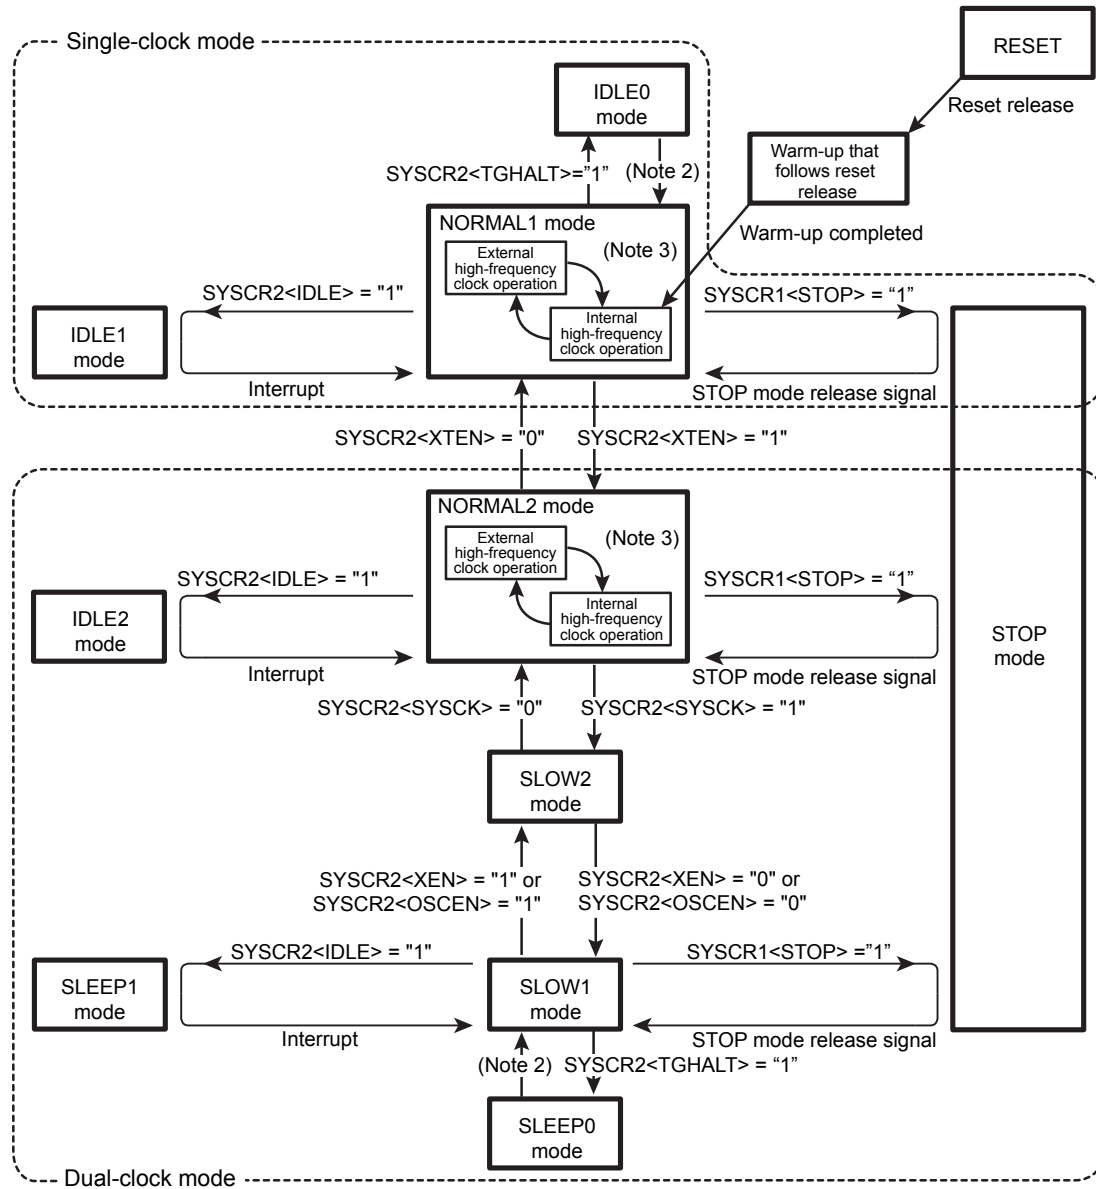 Single-clock mode
RESET
IDLE0
mode
Reset release
Warm-up that
follows reset
release
SYSCR2<TGHALT>=”1”
(Note 2)
NORMAL1 mode
Warm-up completed
External
high-frequency
clock operation
(Note 3)
SYSCR2<IDLE> = "1"
SYSCR1<STOP> = “1”
IDLE1
mode
Internal
high-frequency
clock operation
Interrupt
STOP mode release signal
SYSCR2<XTEN> = "0"
SYSCR2<XTEN> = "1"
NORMAL2 mode
External
high-frequency
clock operation
(Note 3)
SYSCR2<IDLE> = "1"
SYSCR1<STOP> = “1”
IDLE2
mode
Internal
high-frequency
clock operation
STOP
mode
Interrupt
STOP mode release signal
SYSCR2<SYSCK> = "0"
SYSCR2<SYSCK> = "1"
SLOW2
mode
SYSCR2<XEN> = "1" or
SYSCR2<OSCEN> = "1"
SYSCR2<XEN> = "0" or
SYSCR2<OSCEN> = "0"
SYSCR2<IDLE> = "1"
SYSCR1<STOP> =”1”
SLEEP1
mode
SLOW1
mode
Interrupt
STOP mode release signal
(Note 2)
SYSCR2<TGHALT> = “1”
SLEEP0
mode
Dual-clock mode